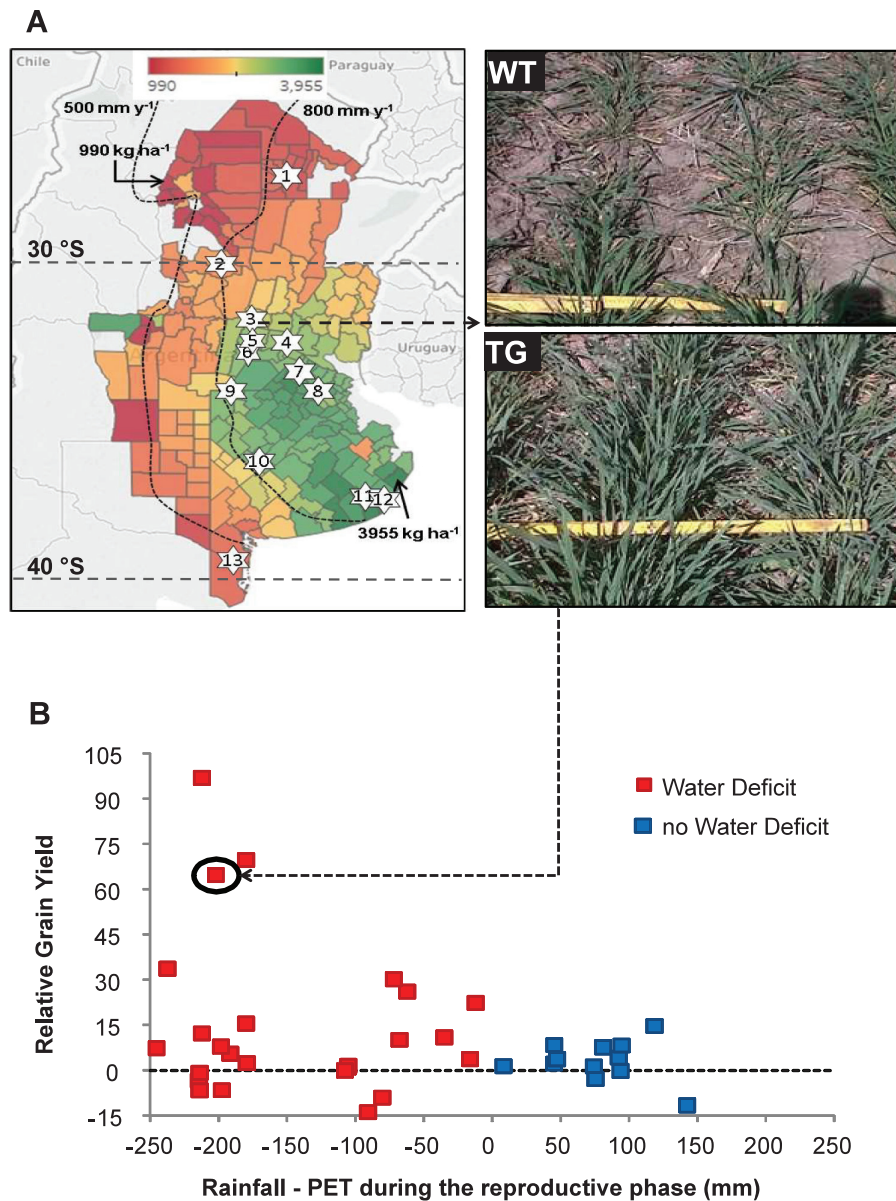 A
Chile
Paraguay
990
3,955
500 mm y-1
800 mm y-1
990 kg ha-1
1
30 °S
2
3
Uruguay
5
4
6
7
9
8
10
11
12
3955 kg ha-1
13
40 °S
WT
TG
B
Relative Grain Yield
105
90
75
60
45
30
15
0
-15
Water Deficit
no Water Deficit
-250 -200 -150 -100 -50 0 50 100 150 200 250
Rainfall - PET during the reproductive phase (mm)